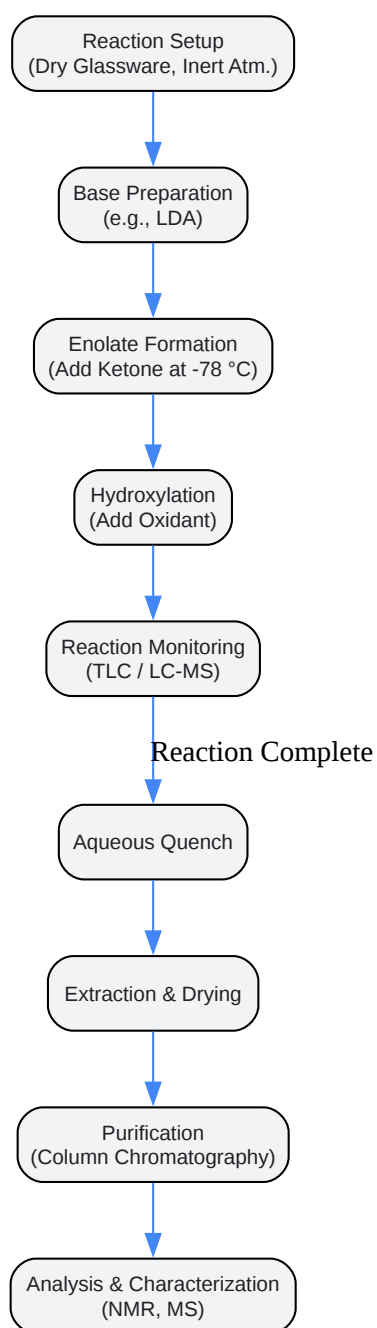 Reaction Setup
(Dry Glassware, Inert Atm.)
Base Preparation
(e.g., LDA)
Enolate Formation
(Add Ketone at -78 °C)
Hydroxylation
(Add Oxidant)
Reaction Monitoring
(TLC / LC-MS)
Reaction Complete
Aqueous Quench
Extraction & Drying
Purification
(Column Chromatography)
Analysis & Characterization
(NMR, MS)